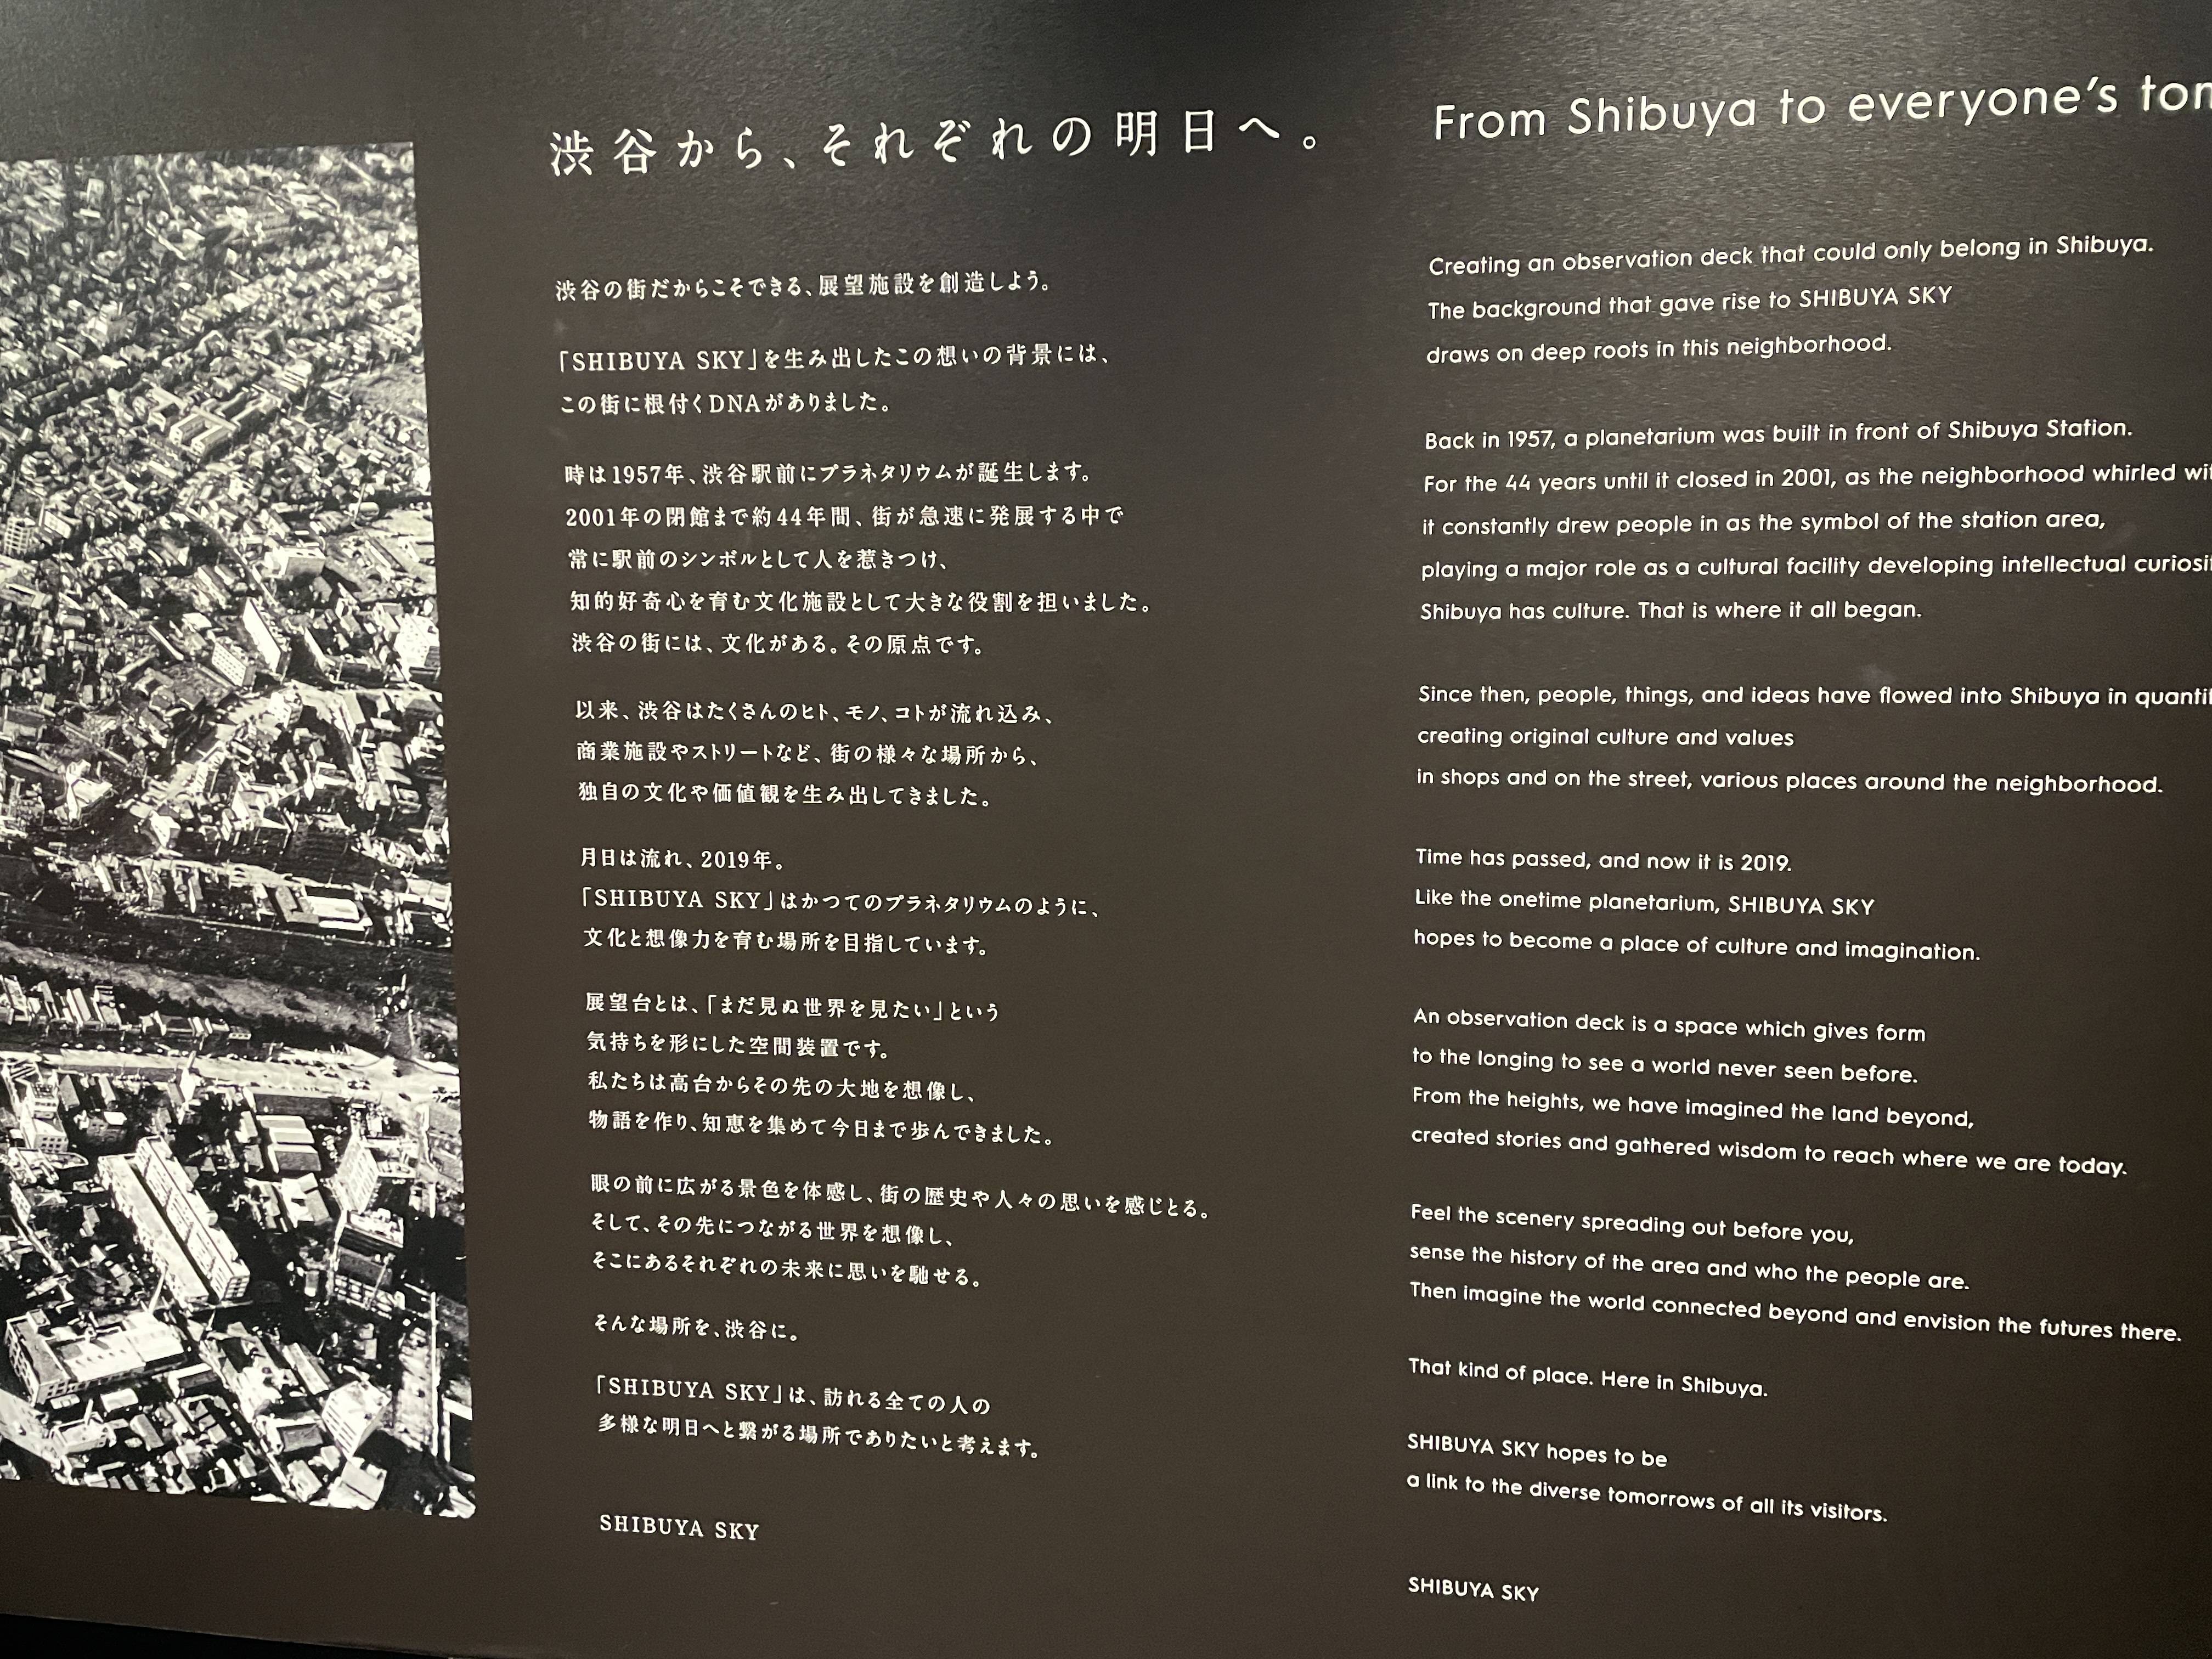 渋谷から、それぞれの明日へ。
渋谷の街だからこそできる、展望施設を創造しよう。
「SHIBUYA SKY」を生み出したこの想いの背景には、
この街に根付くDNAがありました。
時は1957年、渋谷駅前にプラネタリウムが誕生します。
2001年の閉館まで約44年間、街が急速に発展する中で
常に駅前のシンボルとして人を惹きつけ、
知的好奇心を育む文化施設として大きな役割を担いました。
渋谷の街には、文化がある。その原点です。
以来、渋谷はたくさんのヒト、モノ、コトが流れ込み、
商業施設やストリートなど、街の様々な場所から、
独自の文化や価値観を生み出してきました。
月日は流れ、2019年。
「SHIBUYA SKY」はかつてのプラネタリウムのように、
文化と想像力を育む場所を目指しています。
展望台とは、「まだ見ぬ世界を見たい」という
気持ちを形にした空間装置です。
私たちは高台からその先の大地を想像し、
物語を作り、知恵を集めて今日まで歩んできました。
眼の前に広がる景色を体感し、街の歴史や人々の思いを感じとる。
そして、その先につながる世界を想像し、
そこにあるそれぞれの未来に思いを馳せる。
そんな場所を、渋谷に。
「SHIBUYA SKY」は、訪れる全ての人の
多様な明日へと繋がる場所でありたいと考えます。
SHIBUYA SKY
From Shibuya to everyone's
Creating an observation deck that could only belong in Shibuya.
The background that gave rise to SHIBUYA SKY
draws on deep roots in this neighborhood.
Back in 1957, a planetarium was built in front of Shibuya Station.
For the 44 years until it closed in 2001, as the neighborhood whirled
it constantly drew people in as the symbol of the station area,
playing a major role as a cultural facility developing intellectual
Shibuya has culture. That is where it all began.
Since then, people, things, and ideas have flowed into Shibuya in
creating original culture and values
in shops and on the street, various places around the neighborhood.
Time has passed, and now it is 2019.
Like the onetime planetarium, SHIBUYA SKY
hopes to become a place of culture and imagination.
An observation deck is a space which gives form
to the longing to see a world never seen before.
From the heights, we have imagined the land beyond,
created stories and gathered wisdom to reach where we are today.
Feel the scenery spreading out before you,
sense the history of the area and who the people are.
Then imagine the world connected beyond and envision the futures there.
That kind of place. Here in Shibuya.
SHIBUYA SKY hopes to be
a link to the diverse tomorrows of all its visitors.
SHIBUYA SKY